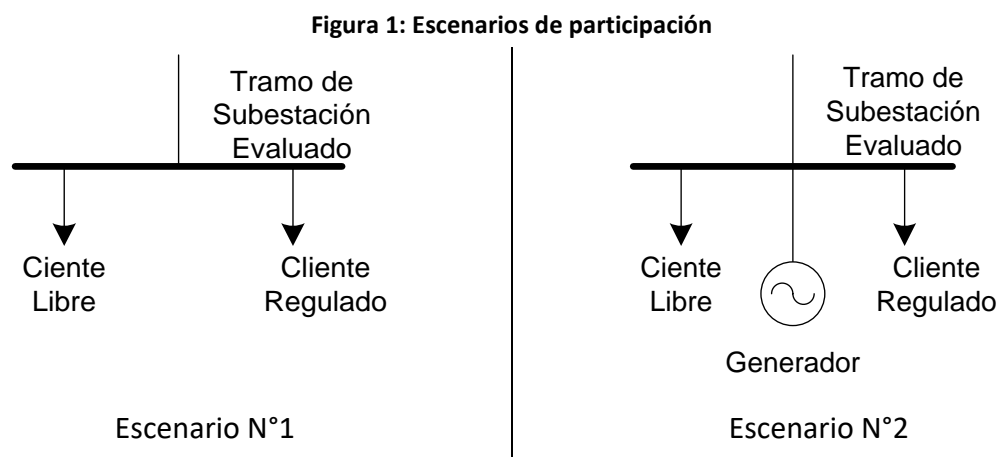 Figura 1: Escenarios de participación
Tramo de
Subestación
Evaluado
Ciente
Libre
Cliente
Regulado
Escenario N°1
Tramo de
Subestación
Evaluado
Ciente
Libre
Cliente
Regulado
Generador
Escenario N°2